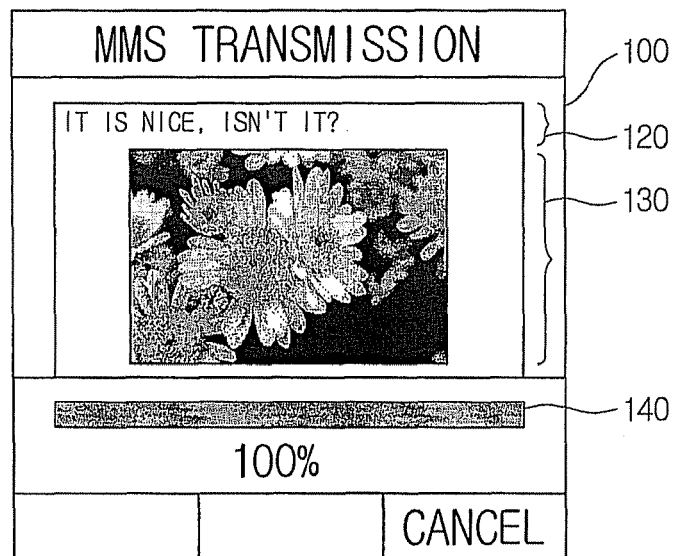 MMS TRANSMISSION
100
120
IT IS NICE, ISN'T IT?
130
140
100%
CANCEL